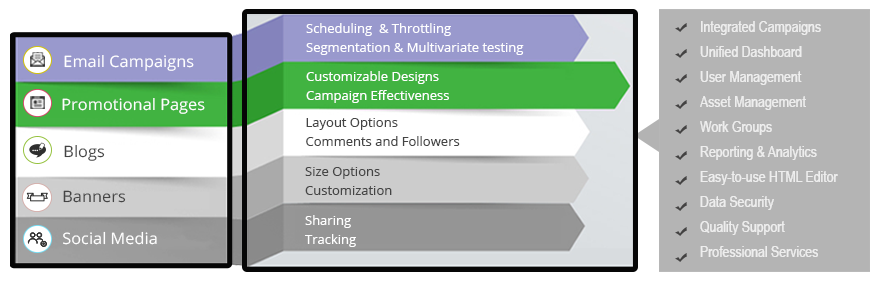 Email Campaigns
Promotional Pages
Blogs
Banners
Social Media
Scheduling & Throttling
Segmentation & Multivariate testing
Customizable Designs
Campaign Effectiveness
Layout Options
Comments and Followers
Size Options
Customization
Sharing
Tracking
Integrated Campaigns
Unified Dashboard
User Management
Asset Management
Work Groups
Reporting & Analytics
Easy-to-use HTML Editor
Data Security
Quality Support
Professional Services